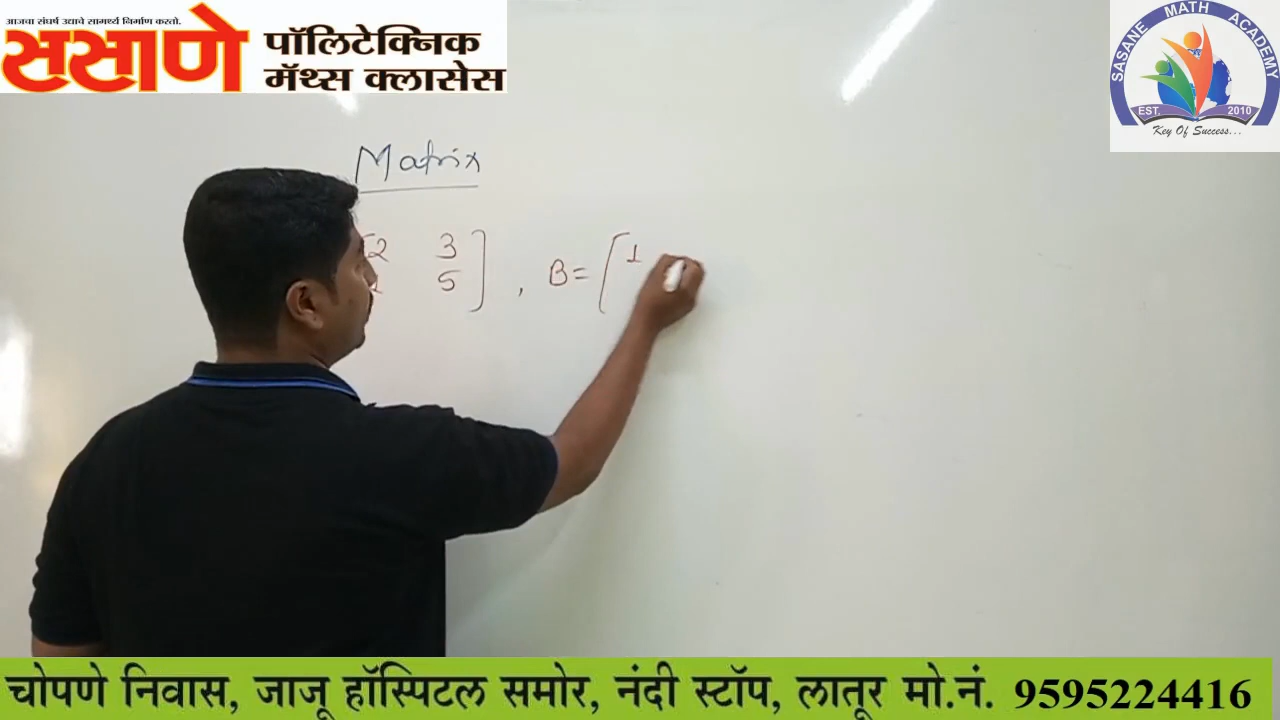 आजचा संघर्ष उद्याचे सामर्थ्य निर्माण करतो.
ससाणे
पॉलिटेक्निक
मॅथ्स क्लासेस
SASANE MATH ACADEMY
EST. 2010
Key Of Success...
Matrix
2 3
5
, B = [ 1
चोपणे निवास, जाजू हॉस्पिटल समोर, नंदी स्टॉप, लातूर मो.नं. 9595224416